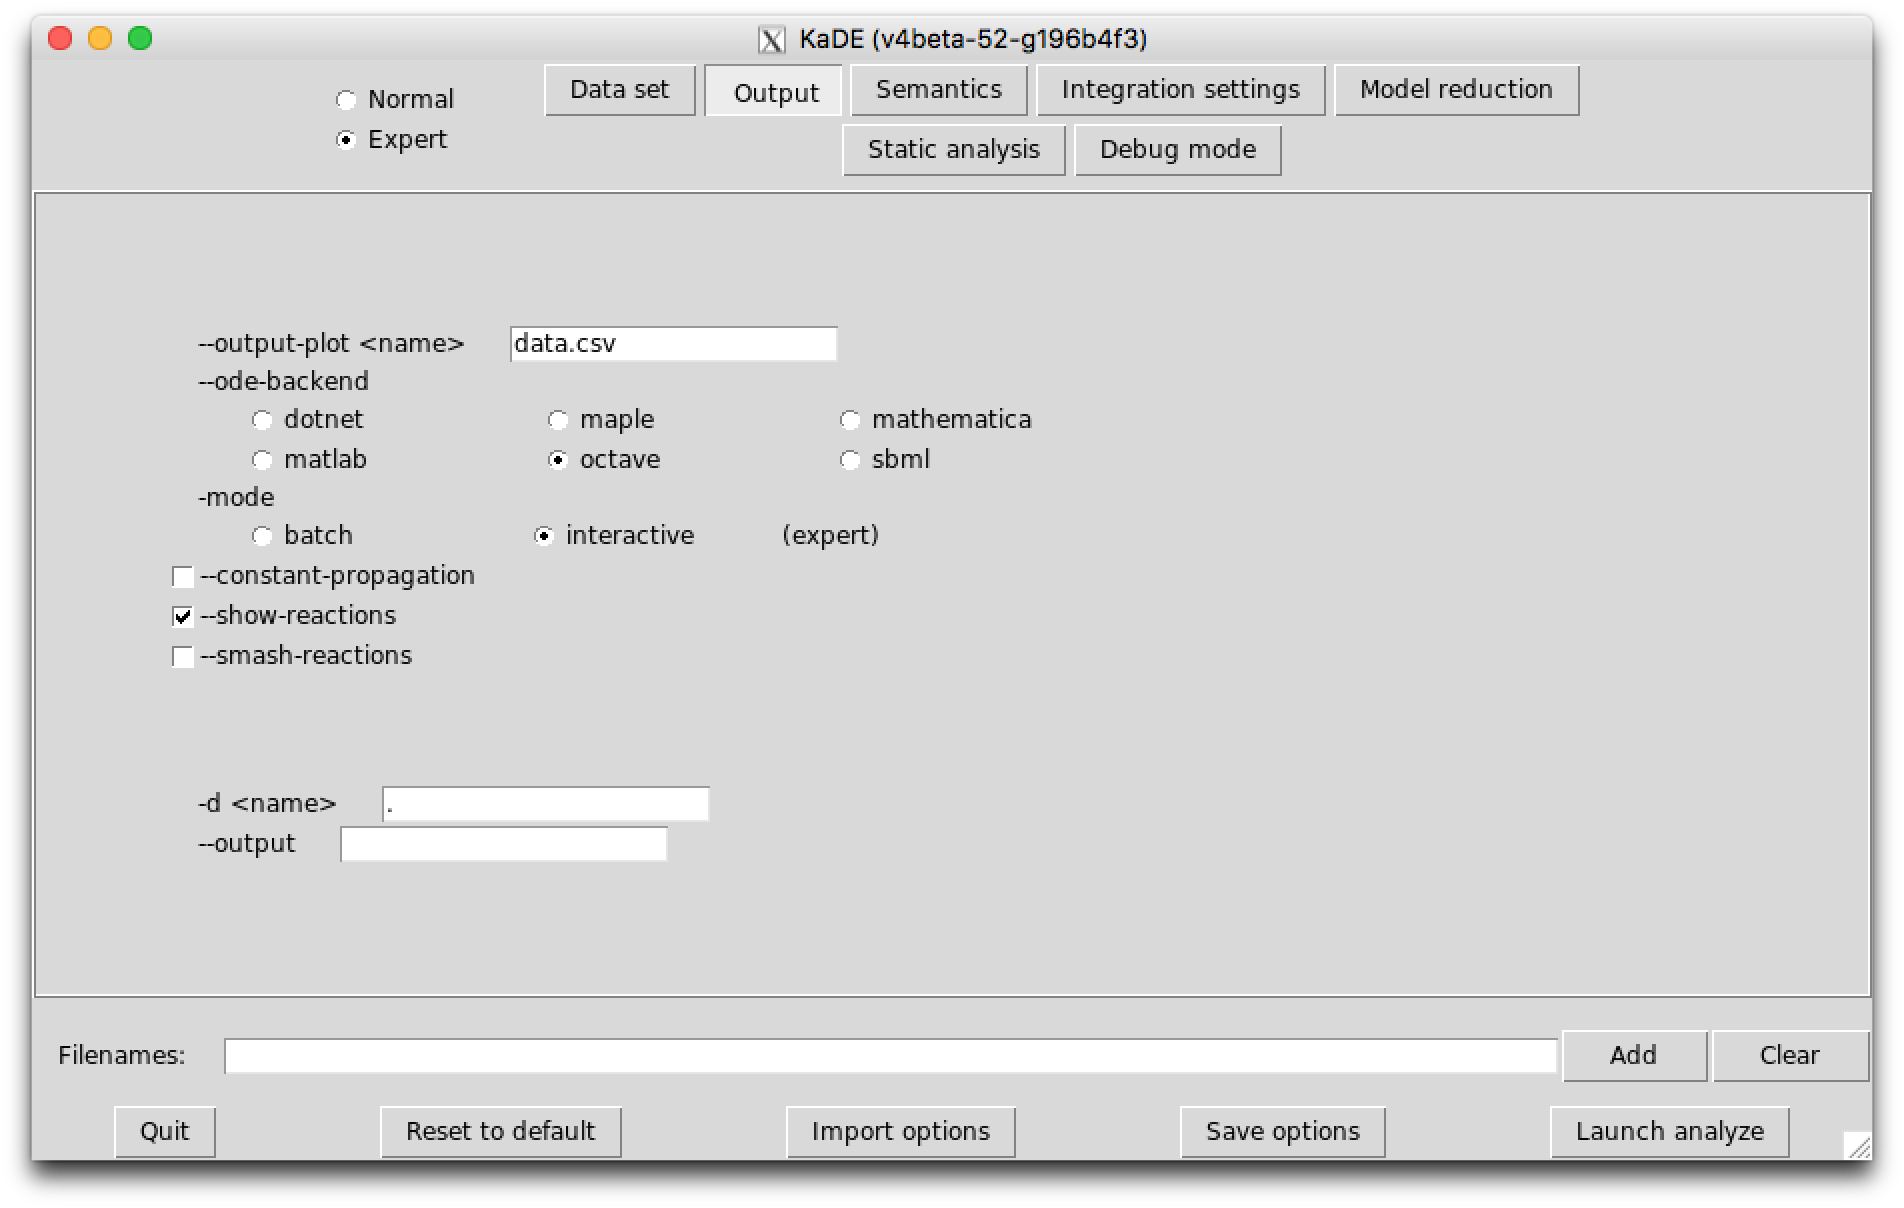 KaDE (v4beta-52-g196b4f3)
Normal
Expert
Data set Output Semantics Integration settings Model reduction
Static analysis Debug mode
--output-plot <name> data.csv
--ode-backend
dotnet maple mathematica
matlab octave sbml
-mode
batch interactive (expert)
--constant-propagation
--show-reactions
--smash-reactions
-d <name> .
--output
Filenames: Add Clear
Quit Reset to default Import options Save options Launch analyze